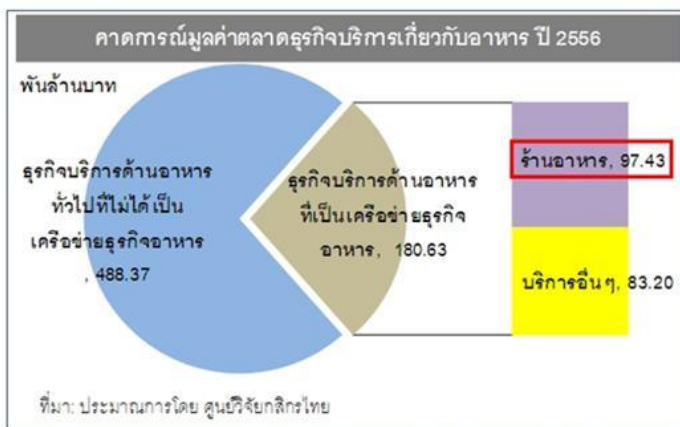 คาดการณ์มูลค่าตลาดธุรกิจบริการเกี่ยวกับอาหาร ปี 2556
พันล้านบาท
ธุรกิจบริการด้านอาหาร
ทั่วไปที่ไม่ได้เป็น
เครือข่ายธุรกิจอาหาร
, 488.37
ธุรกิจบริการด้านอาหาร
ที่เป็นเครือข่ายธุรกิจ
อาหาร, 180.63
ร้านอาหาร, 97.43
บริการอื่นๆ, 83.20
ที่มา: ประมาณการโดย ศูนย์วิจัยกสิกรไทย